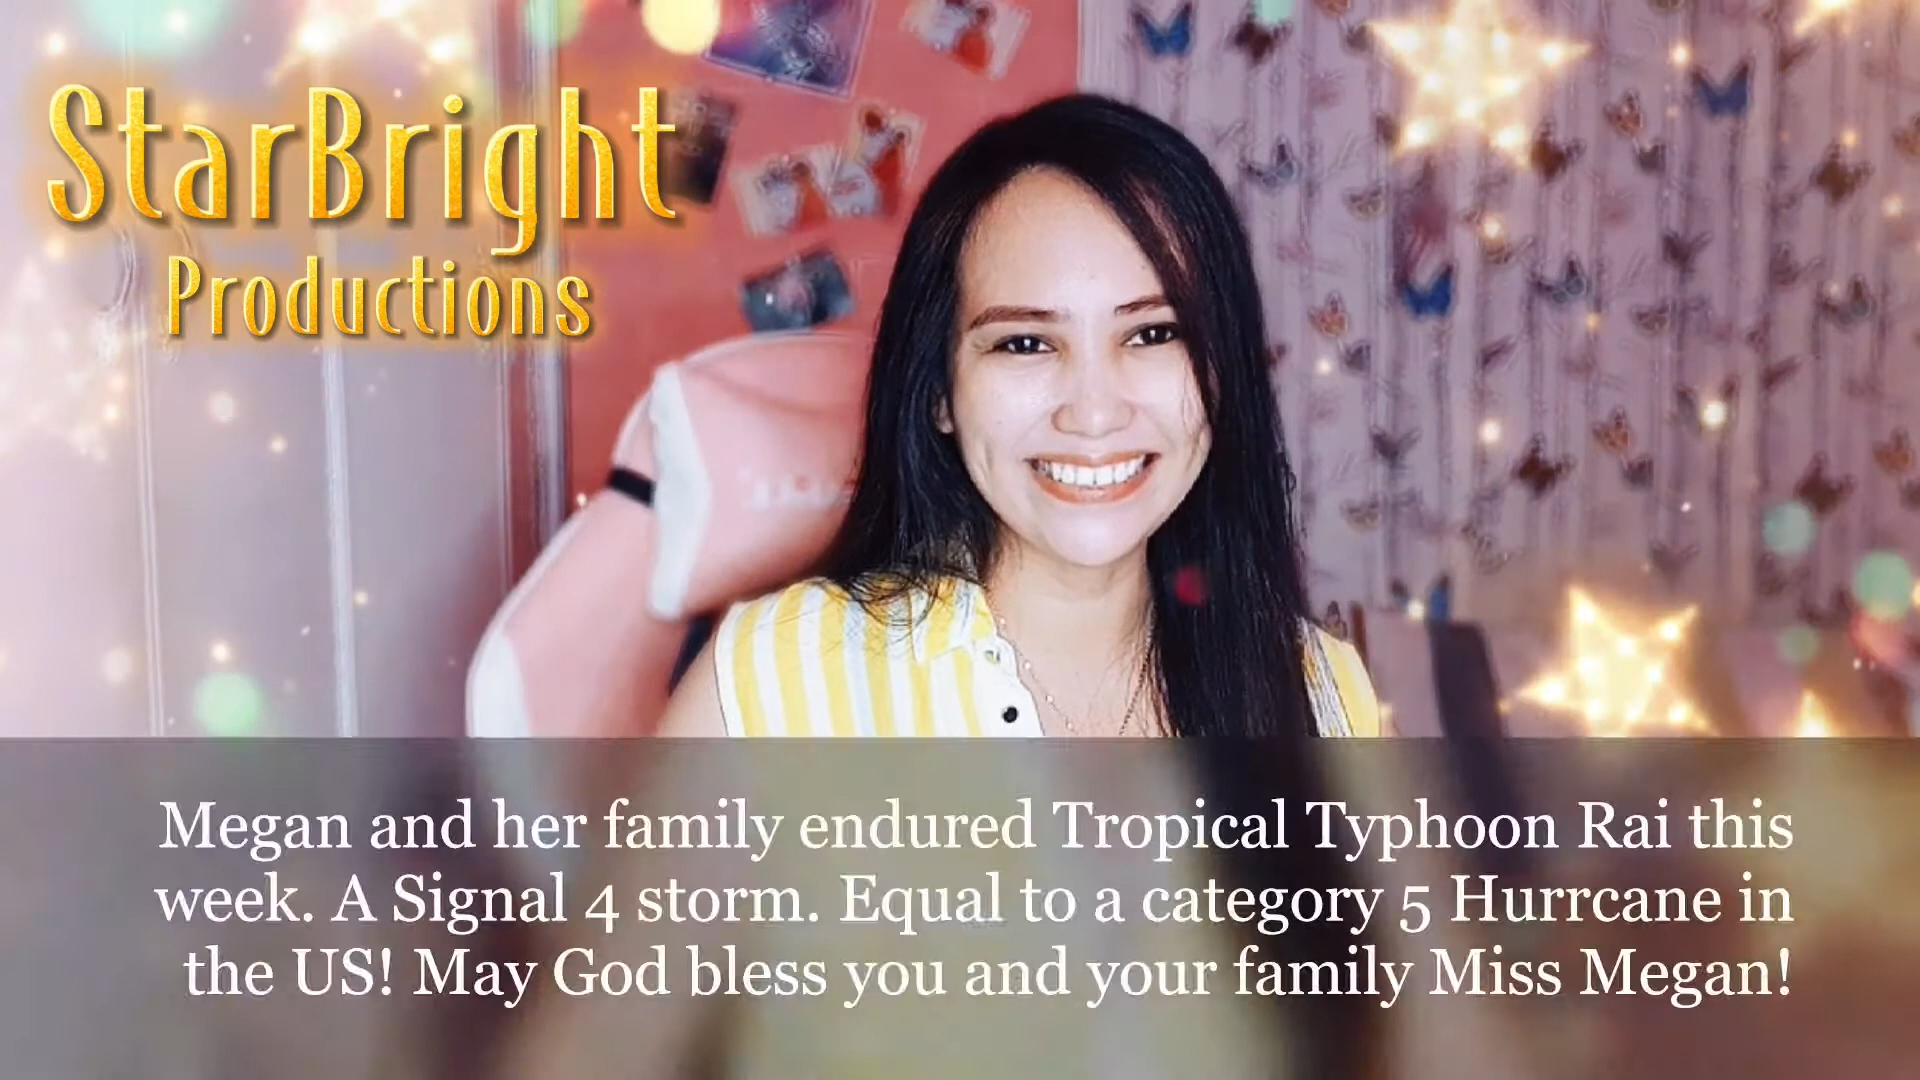 StarBright
Productions
Megan and her family endured Tropical Typhoon Rai this
week. A Signal 4 storm. Equal to a category 5 Hurrcane in
the US! May God bless you and your family Miss Megan!